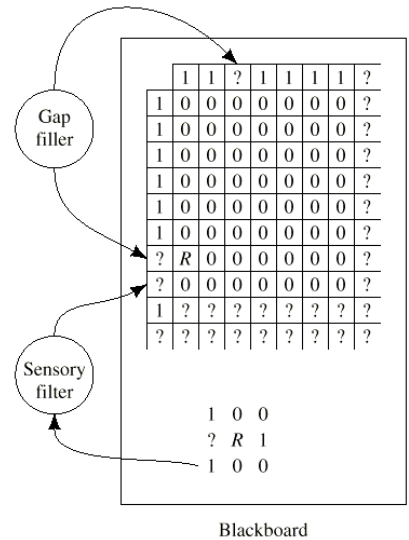 1 1 ? 1 1 1 1 ?
1 0 0 0 0 0 0 0 ?
Gap
filler
1 0 0 0 0 0 0 0 ?
1 0 0 0 0 0 0 0 ?
1 0 0 0 0 0 0 0 ?
1 0 0 0 0 0 0 0 ?
1 0 0 0 0 0 0 0 ?
? R 0 0 0 0 0 0 ?
? 0 0 0 0 0 0 0 ?
1 ? ? ? ? ? ? ? ?
? ? ? ? ? ? ? ? ?
Sensory
filter
1 0 0
? R 1
1 0 0
Blackboard